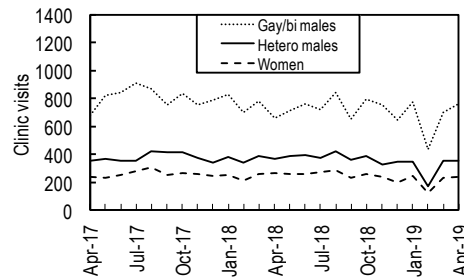 1400
1200
1000
800
600
400
200
0
Clinic visits
Gay/bi males
Hetero males
Women
Apr-17
Jul-17
Oct-17
Jan-18
Apr-18
Jul-18
Oct-18
Jan-19
Apr-19